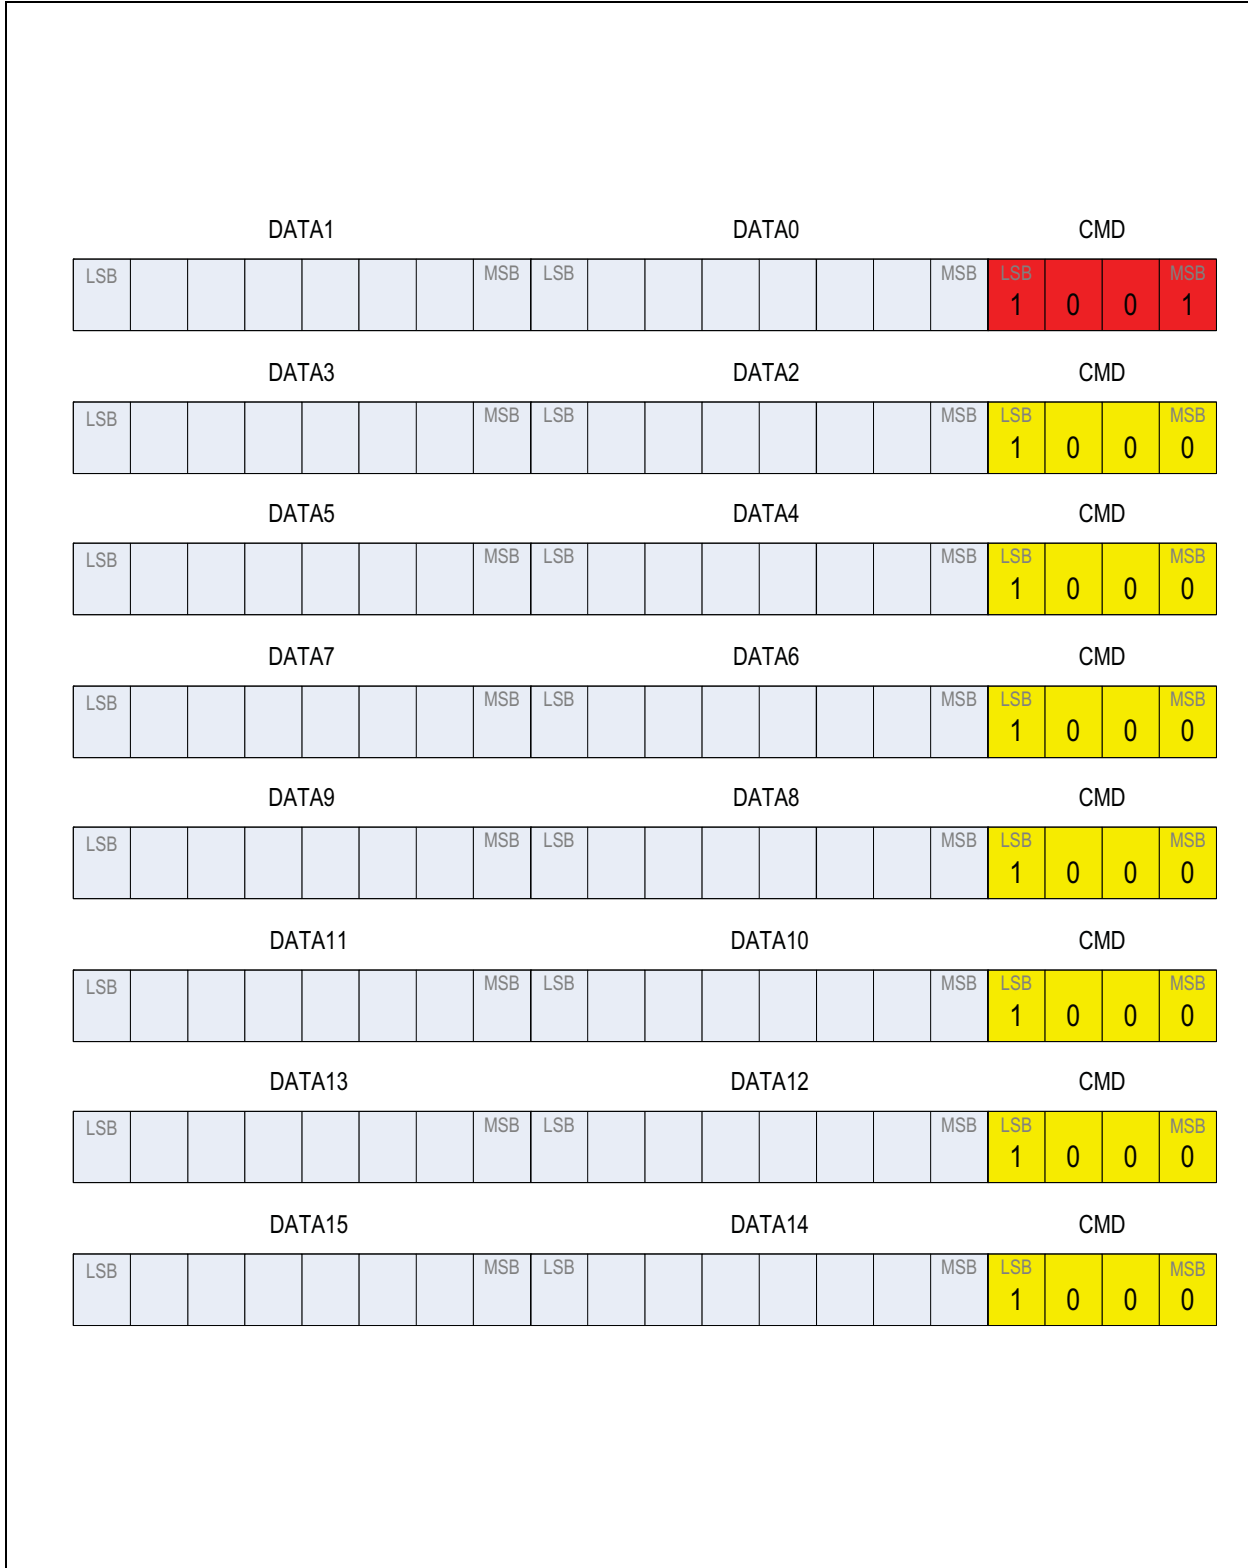 DATA1 DATA0 CMD
LSB MSB LSB MSB LSB MSB
1 0 0 1
DATA3 DATA2 CMD
LSB MSB LSB MSB LSB MSB
1 0 0 0
DATA5 DATA4 CMD
LSB MSB LSB MSB LSB MSB
1 0 0 0
DATA7 DATA6 CMD
LSB MSB LSB MSB LSB MSB
1 0 0 0
DATA9 DATA8 CMD
LSB MSB LSB MSB LSB MSB
1 0 0 0
DATA11 DATA10 CMD
LSB MSB LSB MSB LSB MSB
1 0 0 0
DATA13 DATA12 CMD
LSB MSB LSB MSB LSB MSB
1 0 0 0
DATA15 DATA14 CMD
LSB MSB LSB MSB LSB MSB
1 0 0 0